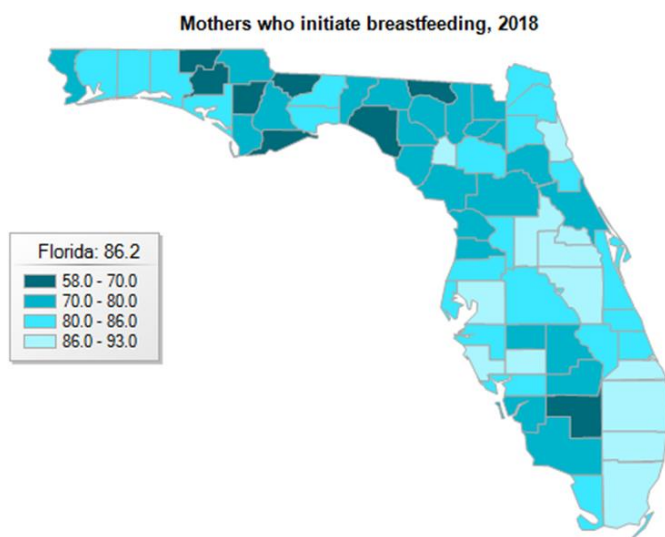 Mothers who initiate breastfeeding, 2018
Florida: 86.2
58.0 - 70.0
70.0 - 80.0
80.0 - 86.0
86.0 - 93.0